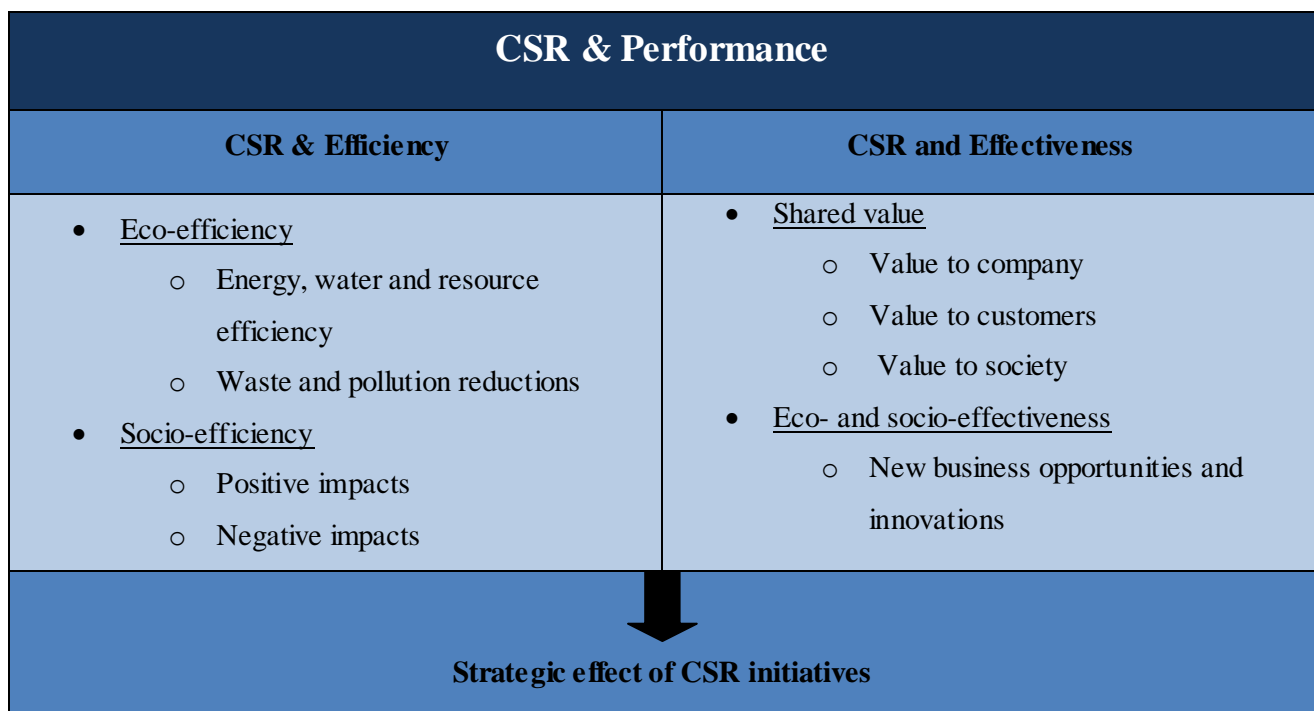 CSR & Performance
CSR & Efficiency
CSR and Effectiveness
• Eco-efficiency
o Energy, water and resource
efficiency
o Waste and pollution reductions
• Socio-efficiency
o Positive impacts
o Negative impacts
• Shared value
o Value to company
o Value to customers
o Value to society
• Eco- and socio-effectiveness
o New business opportunities and
innovations
Strategic effect of CSR initiatives